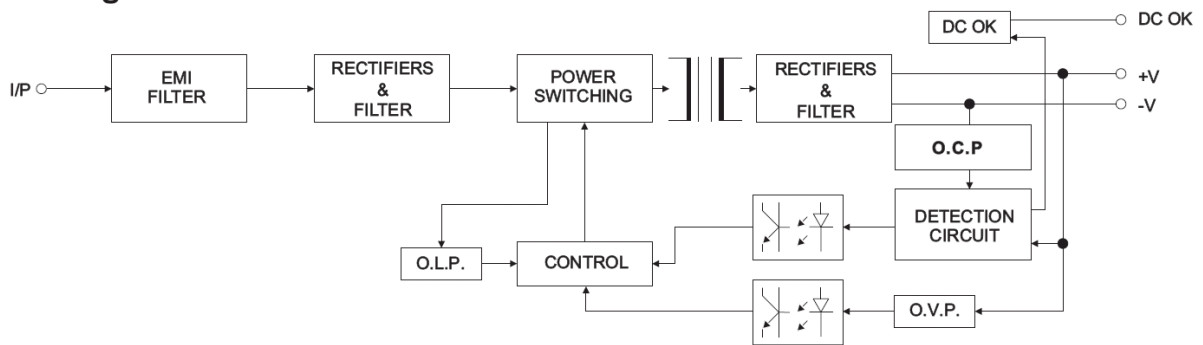 DC OK
DC OK
I/P
EMI
FILTER
RECTIFIERS
&
FILTER
POWER
SWITCHING
RECTIFIERS
&
FILTER
+V
-V
O.C.P
DETECTION
CIRCUIT
O.L.P.
CONTROL
O.V.P.